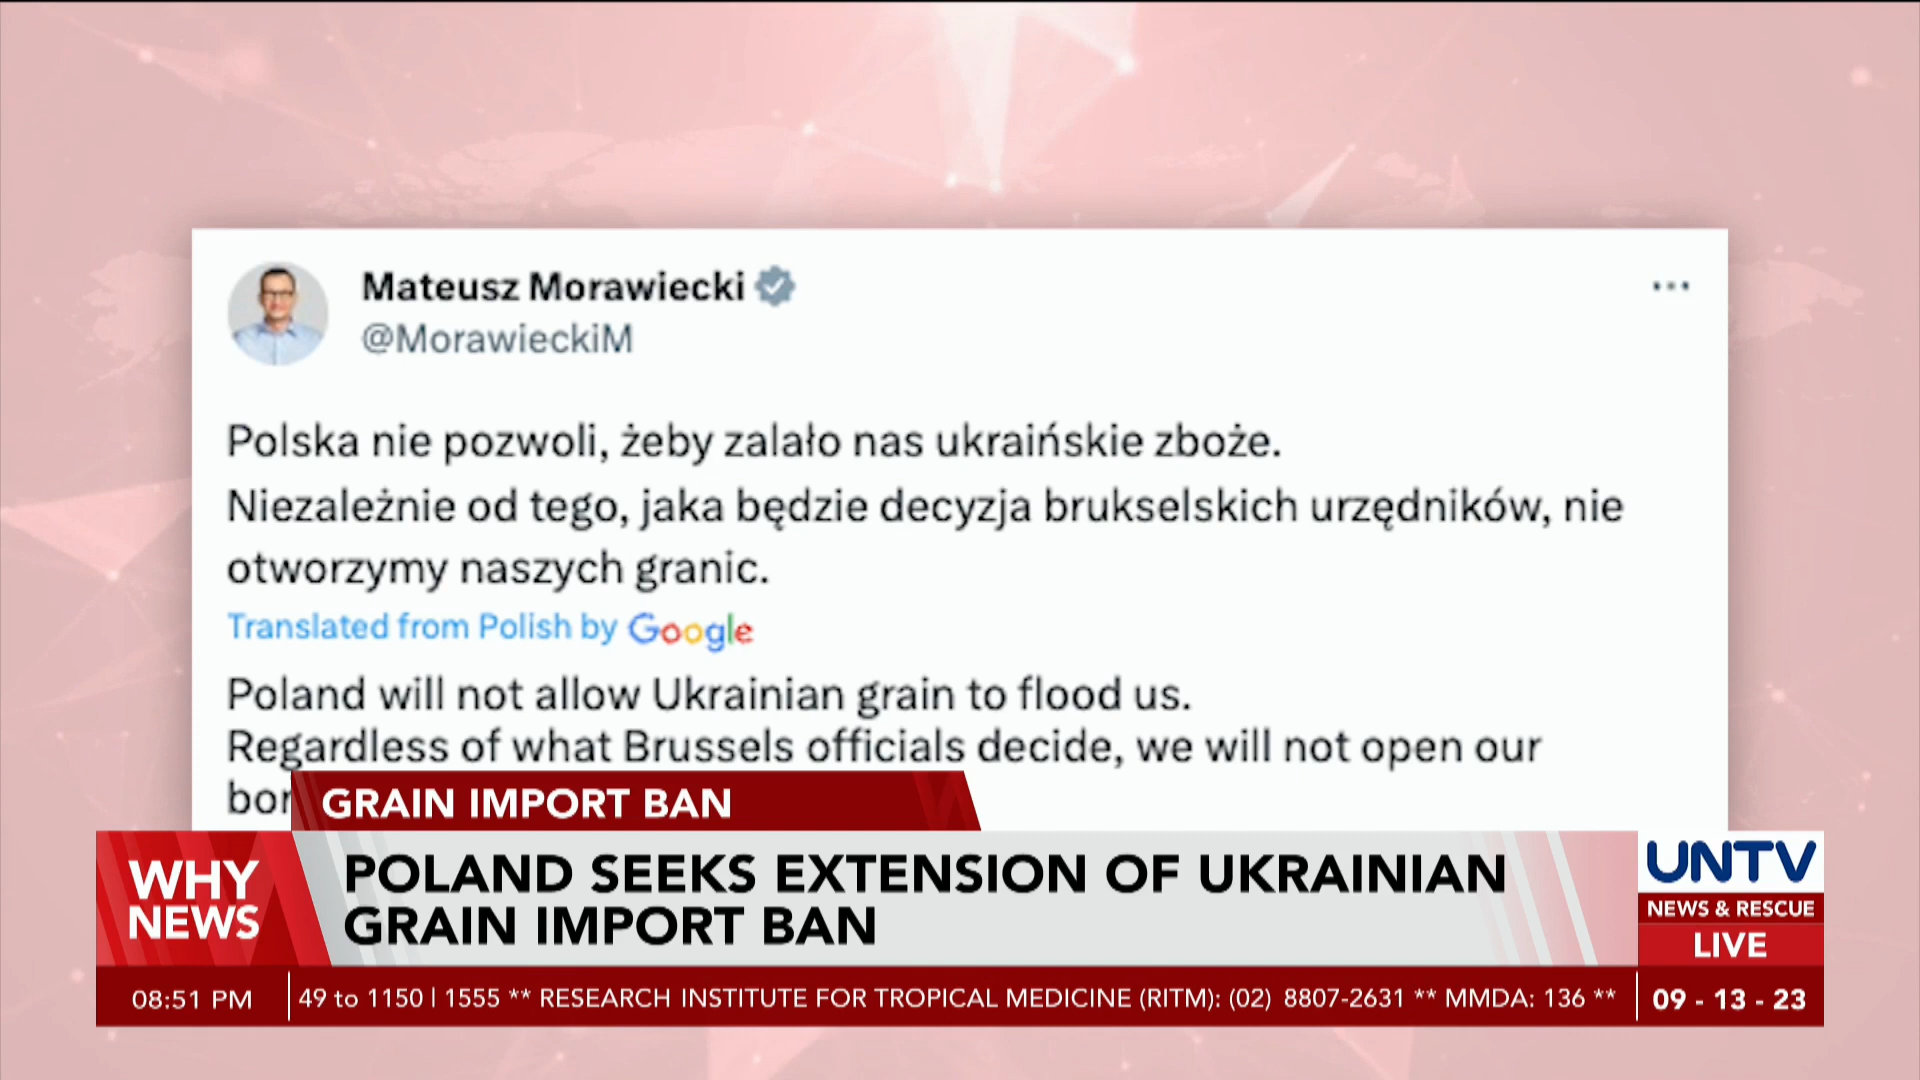 Mateusz Morawiecki
@MorawieckiM
Polska nie pozwoli, żeby zalało nas ukraińskie zboże.
Niezależnie od tego, jaka będzie decyzja brukselskich urzędników, nie
otworzymy naszych granic.
Translated from Polish by Google
Poland will not allow Ukrainian grain to flood us.
Regardless of what Brussels officials decide, we will not open our
GRAIN IMPORT BAN
WHY
NEWS
POLAND SEEKS EXTENSION OF UKRAINIAN
GRAIN IMPORT BAN
UNTV
NEWS & RESCUE
LIVE
08:51 PM
49 to 1150 | 1555 ** RESEARCH INSTITUTE FOR TROPICAL MEDICINE (RITM): (02) 8807-2631 ** MMDA: 136 **
09 - 13 - 23